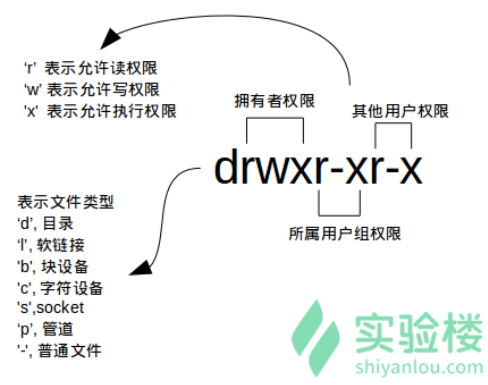 ‘r’ 表示允许读权限
‘w’ 表示允许写权限
'x' 表示允许执行权限
拥有者权限
其他用户权限
drwxr-xr-x
所属用户组权限
表示文件类型
‘d’, 目录
‘l’, 软链接
'b', 块设备
'c', 字符设备
's',socket
'p', 管道
'-', 普通文件
实验楼
shiyanlou.com